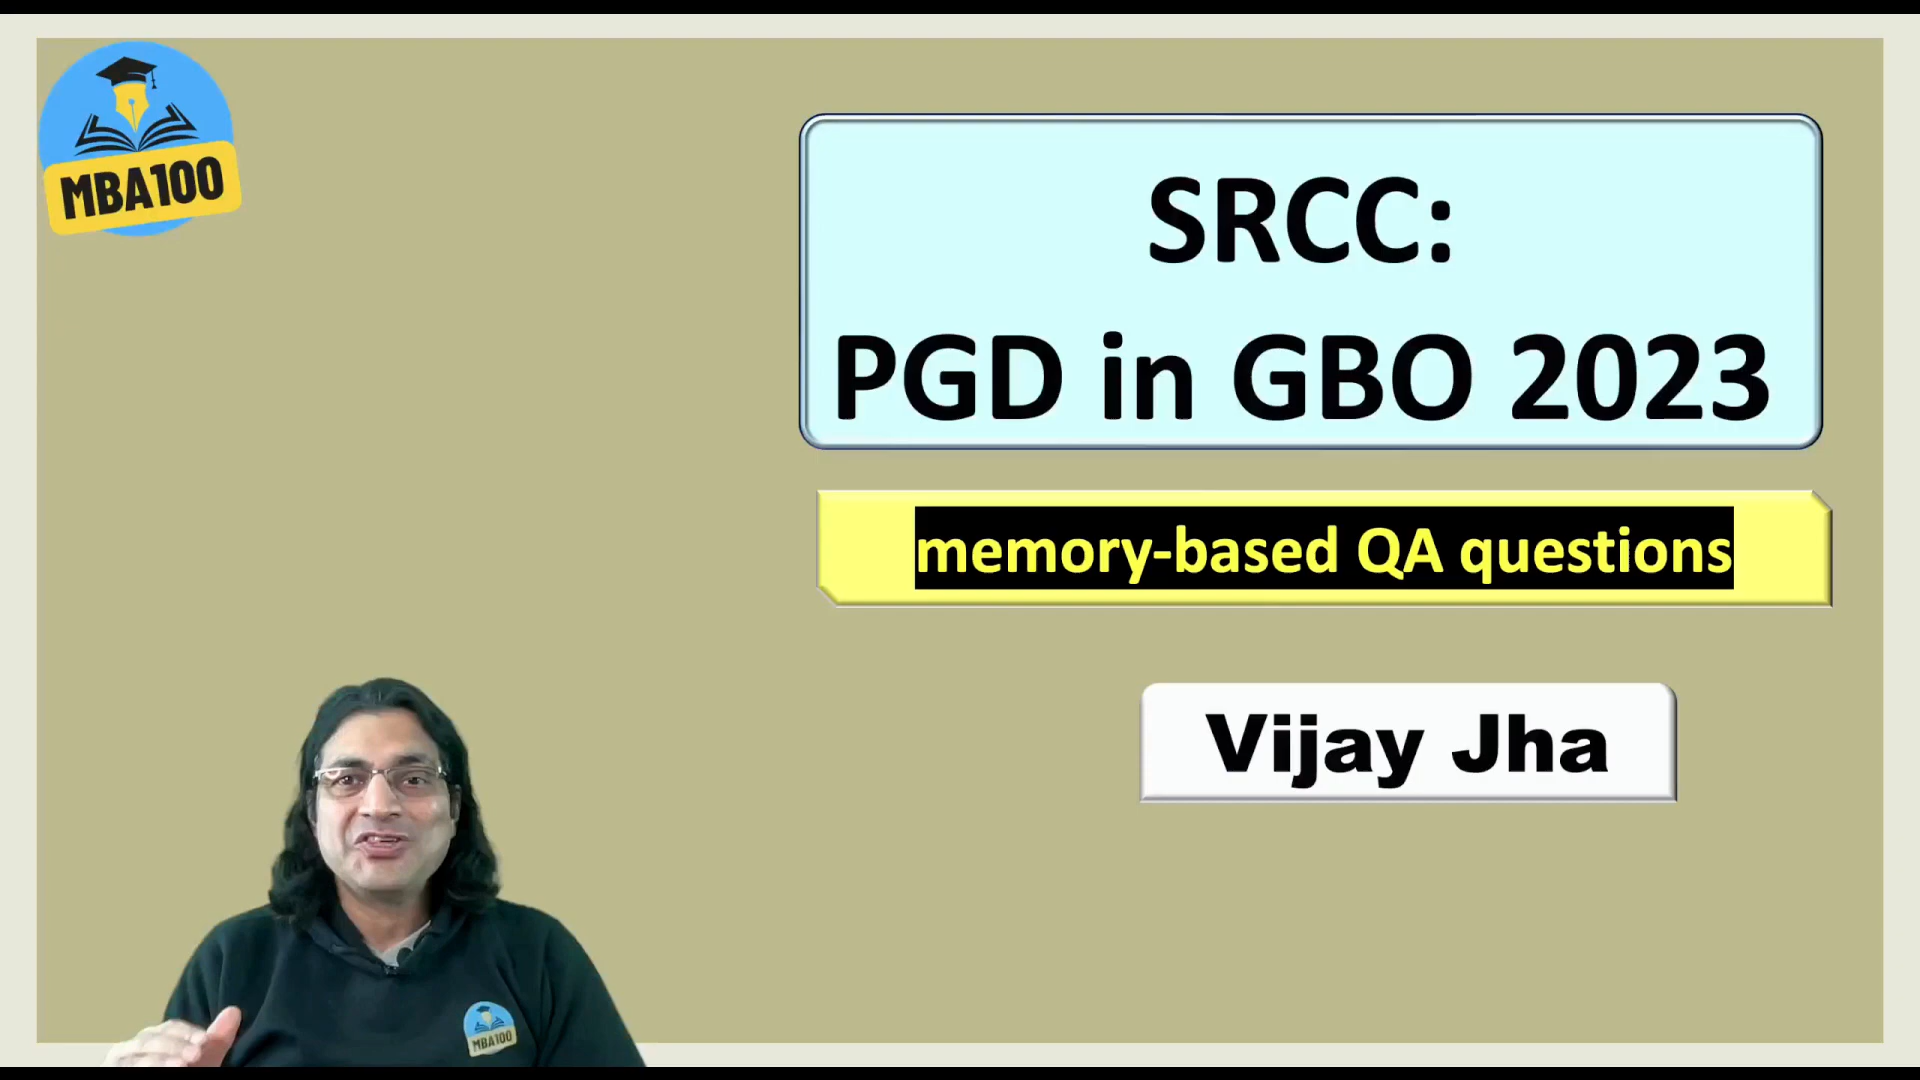 MBA100
SRCC:
PGD in GBO 2023
memory-based QA questions
Vijay Jha
MBA100